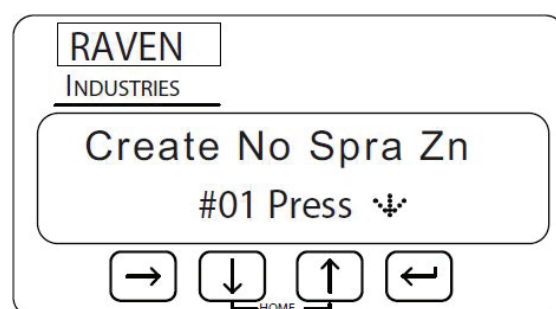 RAVEN
INDUSTRIES
Create No Spra Zn
#01 Press ↓
→ ↓ ↑ ↵
HOME